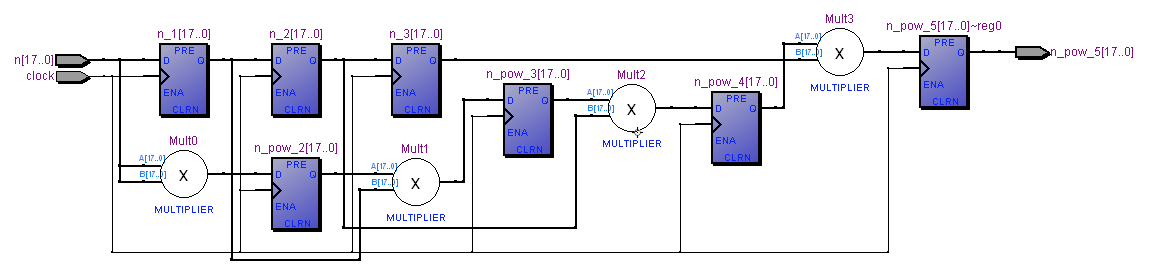 Mult3
n_1[17..0]
n_2[17..0]
n_3[17..0]
n_pow_5[17..0]~reg0
n[17..0]
clock
PRE
D Q
ENA
CLRN
PRE
D Q
ENA
CLRN
PRE
D Q
ENA
CLRN
A[17..0]
B[17..0]
X
MULTIPLIER
PRE
D Q
ENA
CLRN
n_pow_5[17..0]
n_pow_3[17..0]
PRE
D Q
ENA
CLRN
Mult2
A[17..0]
B[17..0]
X
MULTIPLIER
n_pow_4[17..0]
PRE
D Q
ENA
CLRN
Mult0
A[17..0]
B[17..0]
X
MULTIPLIER
n_pow_2[17..0]
PRE
D Q
ENA
CLRN
Mult1
A[17..0]
B[17..0]
X
MULTIPLIER